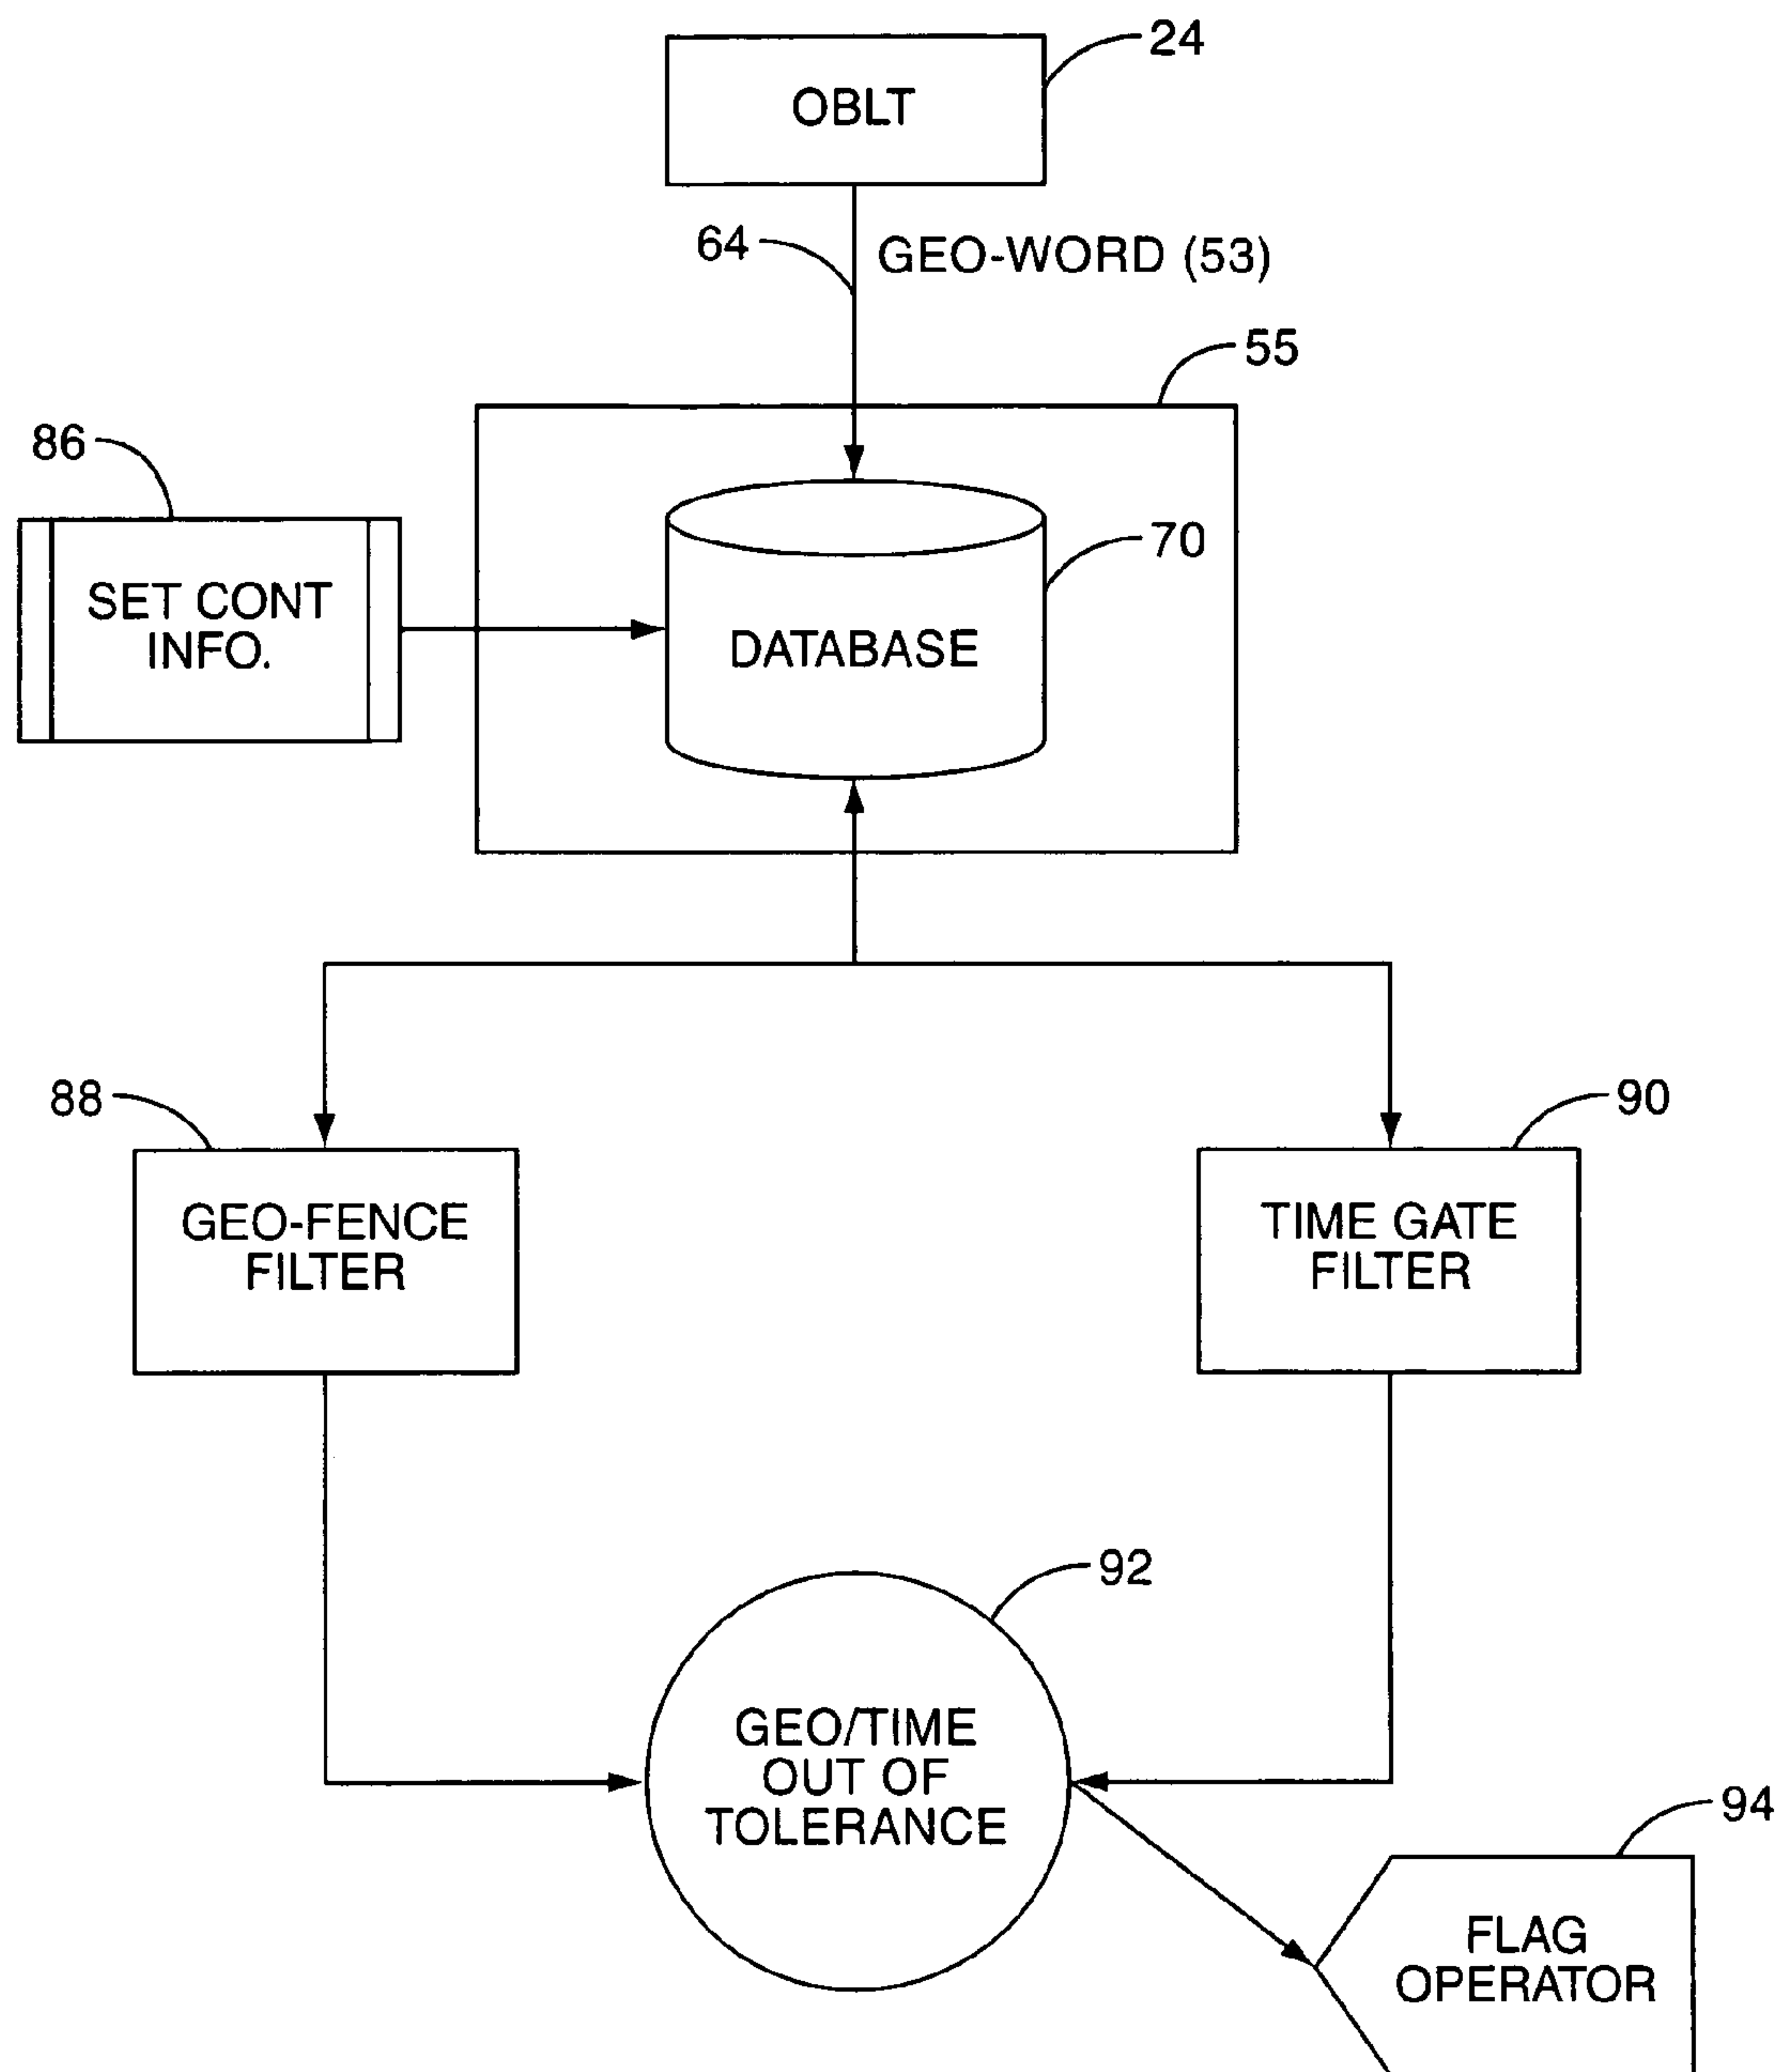 24
OBLT
64
GEO-WORD (53)
55
86
70
SET CONT
INFO.
DATABASE
88
90
GEO-FENCE
FILTER
TIME GATE
FILTER
92
GEO/TIME
OUT OF
TOLERANCE
94
FLAG
OPERATOR